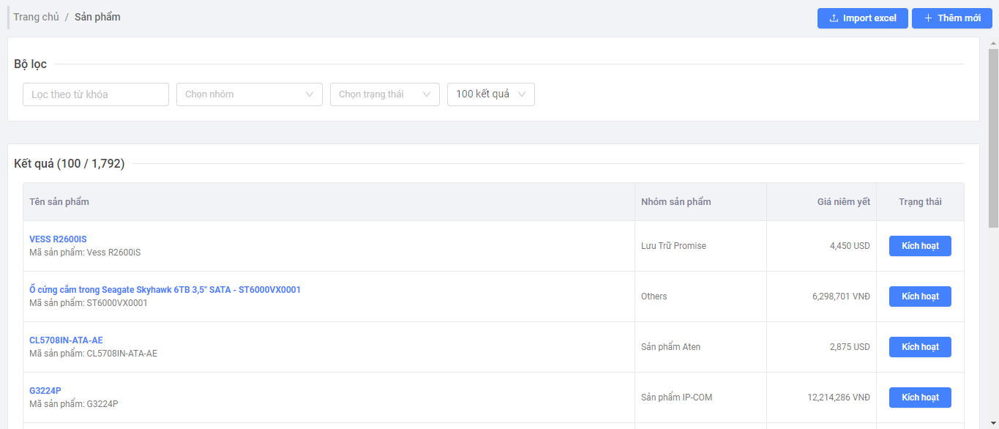 Trang chủ / Sản phẩm
Import excel
Thêm mới
Bộ lọc
Lọc theo từ khóa
Chọn nhóm
Chọn trạng thái
100 kết quả
Kết quả (100 / 1,792)
Tên sản phẩm
Nhóm sản phẩm
Giá niêm yết
Trạng thái
VESS R2600IS
Mã sản phẩm: Vess R2600iS
Lưu Trữ Promise
4,450 USD
Kích hoạt
Ổ cứng cắm trong Seagate Skyhawk 6TB 3,5" SATA - ST6000VX0001
Mã sản phẩm: ST6000VX0001
Others
6,298,701 VNĐ
Kích hoạt
CL5708IN-ATA-AE
Mã sản phẩm: CL5708IN-ATA-AE
Sản phẩm Aten
2,875 USD
Kích hoạt
G3224P
Mã sản phẩm: G3224P
Sản phẩm IP-COM
12,214,286 VNĐ
Kích hoạt